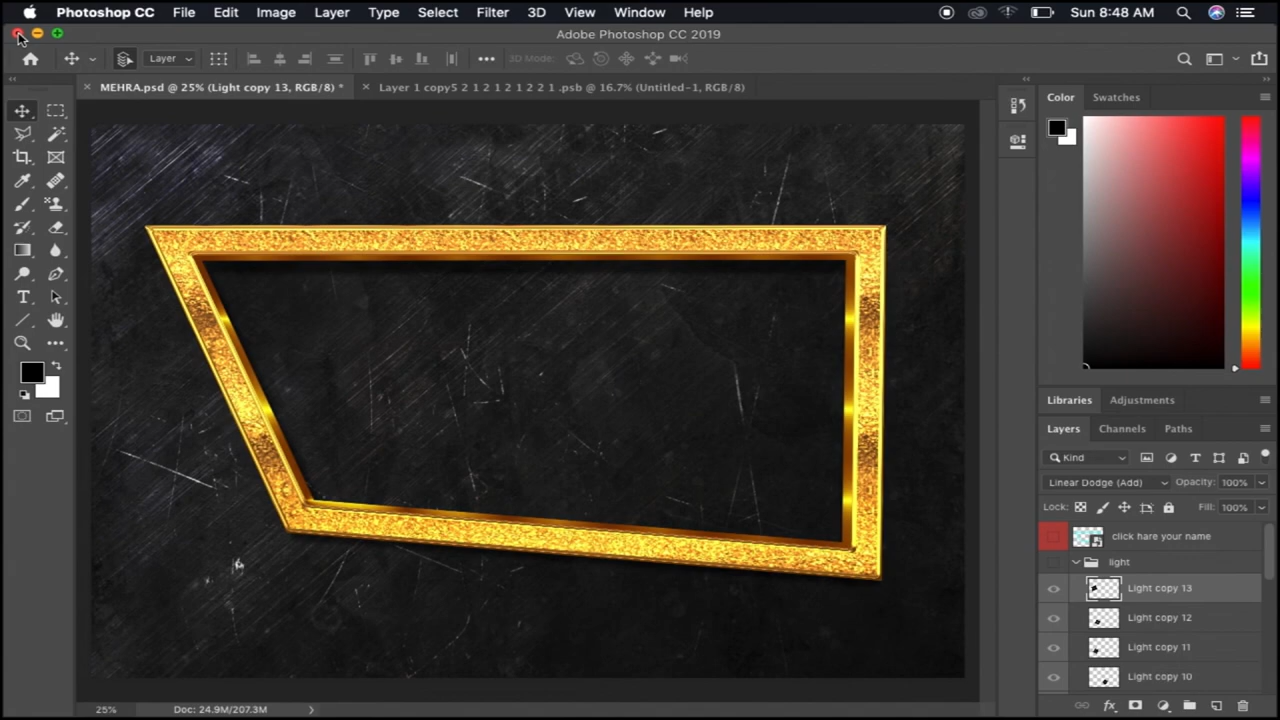 Photoshop CC File Edit Image Layer Type Select Filter 3D View Window Help Sun 8:48 AM
Adobe Photoshop CC 2019
Layer 3D Mode:
MEHRA.psd @ 25% (Light copy 13, RGB/8) * Layer 1 copy5 2 1 2 1 2 1 2 2 1 .psb @ 16.7% (Untitled-1, RGB/8)
Color Swatches
Libraries Adjustments
Layers Channels Paths
Kind
Linear Dodge (Add) Opacity: 100%
Lock: Fill: 100%
click hare your name
light
Light copy 13
Light copy 12
Light copy 11
Light copy 10
25% Doc: 24.9M/207.3M